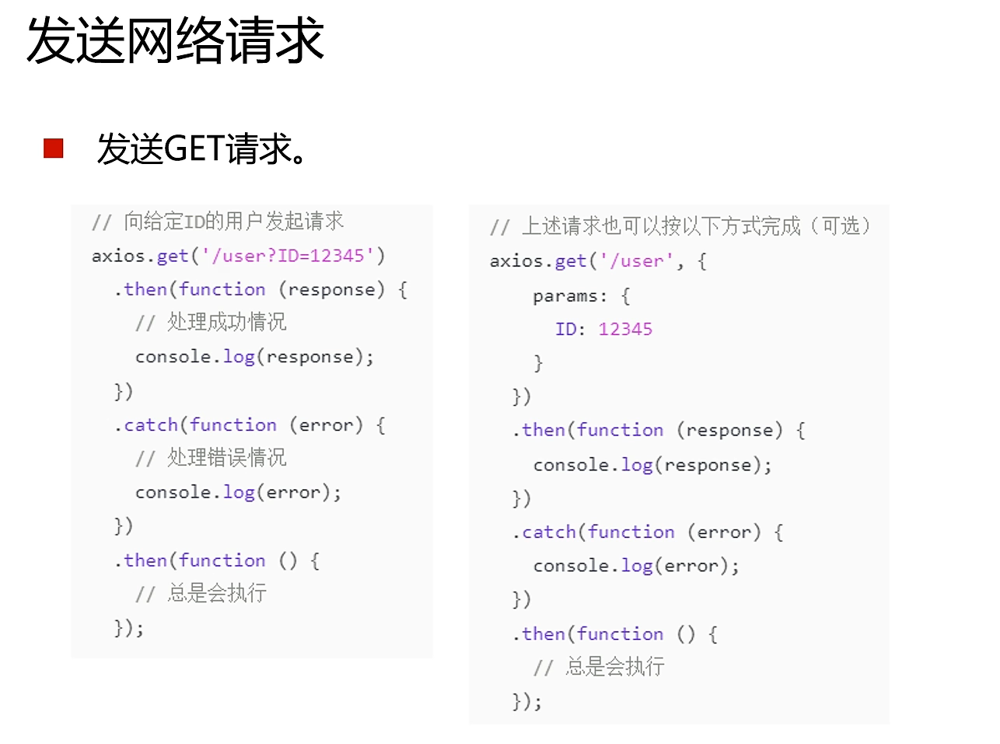 发送网络请求
发送GET请求。
// 向给定ID的用户发起请求
axios.get('/user?ID=12345')
  .then(function (response) {
    // 处理成功情况
    console.log(response);
  })
  .catch(function (error) {
    // 处理错误情况
    console.log(error);
  })
  .then(function () {
    // 总是会执行
  });
// 上述请求也可以按以下方式完成（可选）
axios.get('/user', {
    params: {
      ID: 12345
    }
  })
  .then(function (response) {
    console.log(response);
  })
  .catch(function (error) {
    console.log(error);
  })
  .then(function () {
    // 总是会执行
  });